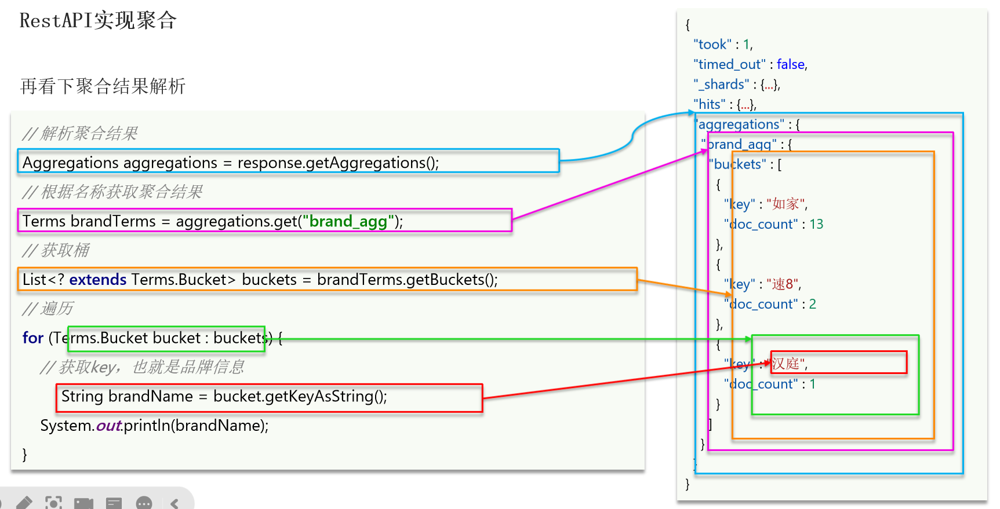 RestAPI实现聚合
再看下聚合结果解析
// 解析聚合结果
Aggregations aggregations = response.getAggregations();
// 根据名称获取聚合结果
Terms brandTerms = aggregations.get("brand_agg");
// 获取桶
List<? extends Terms.Bucket> buckets = brandTerms.getBuckets();
// 遍历
for (Terms.Bucket bucket : buckets) {
// 获取key，也就是品牌信息
String brandName = bucket.getKeyAsString();
System.out.println(brandName);
}
{
"took" : 1,
"timed_out" : false,
"_shards" : {...},
"hits" : {...},
"aggregations" : {
"brand_agg" : {
"buckets" : [
{
"key" : "如家",
"doc_count" : 13
},
{
"key" : "速8",
"doc_count" : 2
},
{
"key" : "汉庭",
"doc_count" : 1
}
]
}
}
}